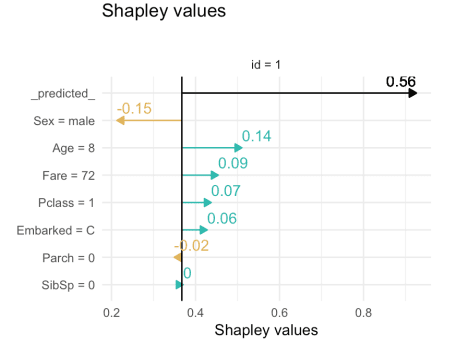 Shapley values
id = 1
_predicted_ 0.56
Sex = male -0.15
Age = 8 0.14
Fare = 72 0.09
Pclass = 1 0.07
Embarked = C 0.06
Parch = 0 -0.02
SibSp = 0 0
0.2 0.4 0.6 0.8
Shapley values